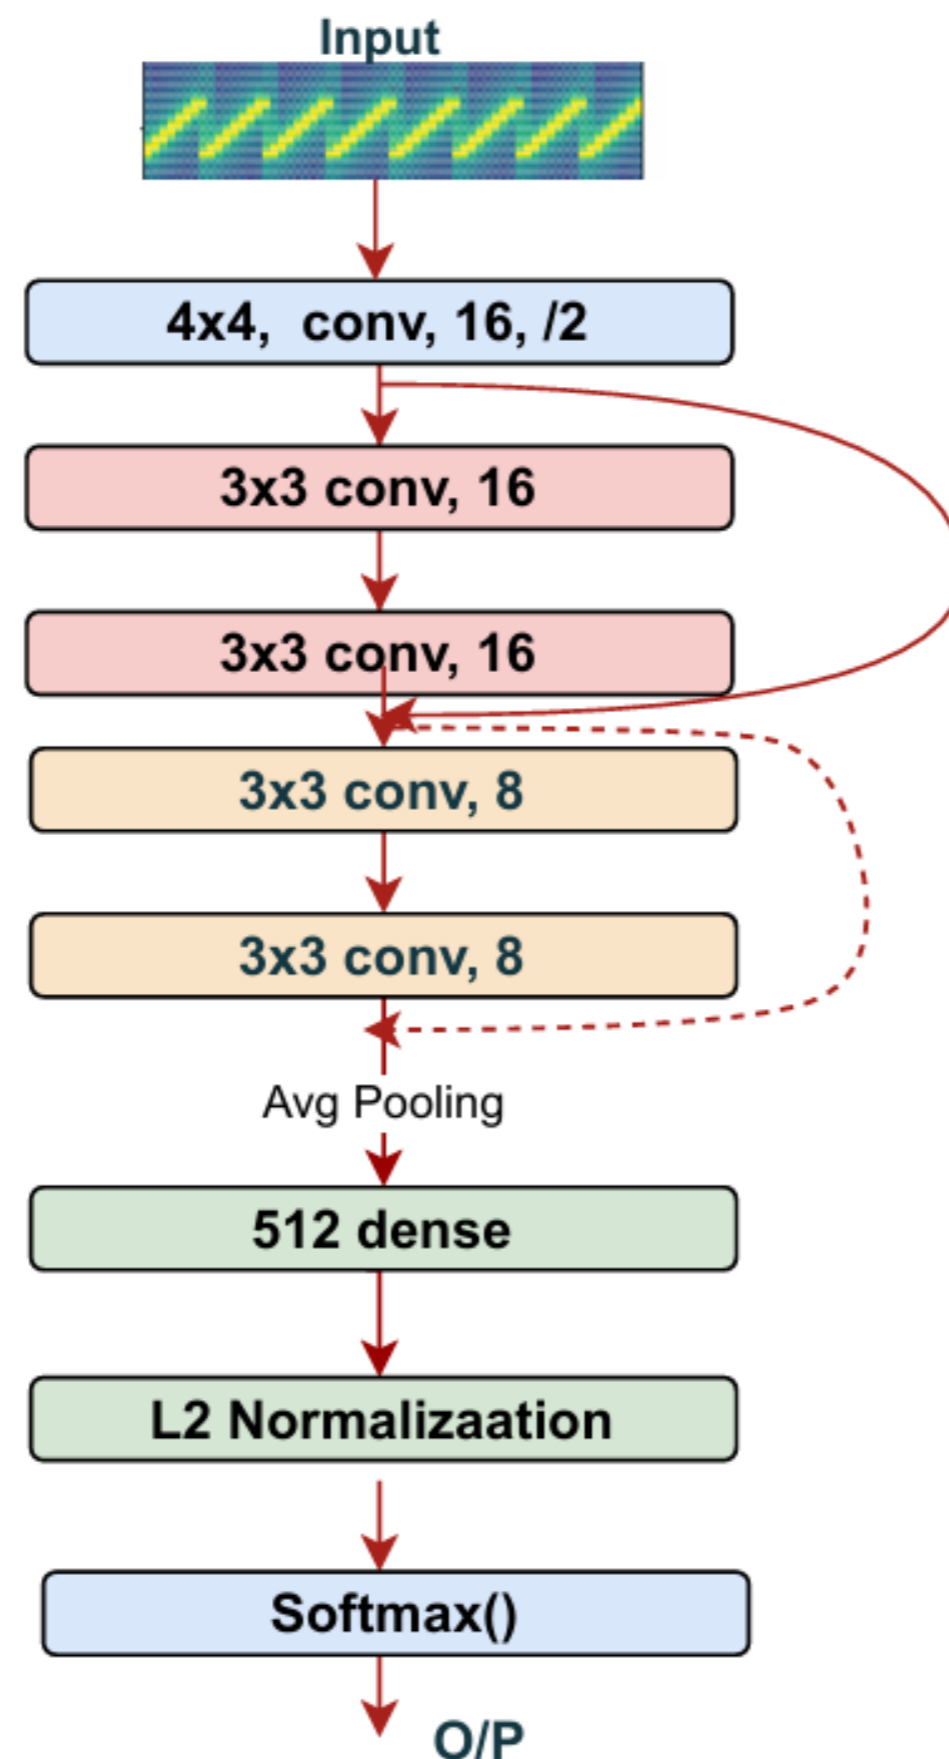 Input
4x4,  conv, 16, /2
3x3 conv, 16
3x3 conv, 16
3x3 conv, 8
3x3 conv, 8
Avg Pooling
512 dense
L2 Normalizaation
Softmax()
O/P